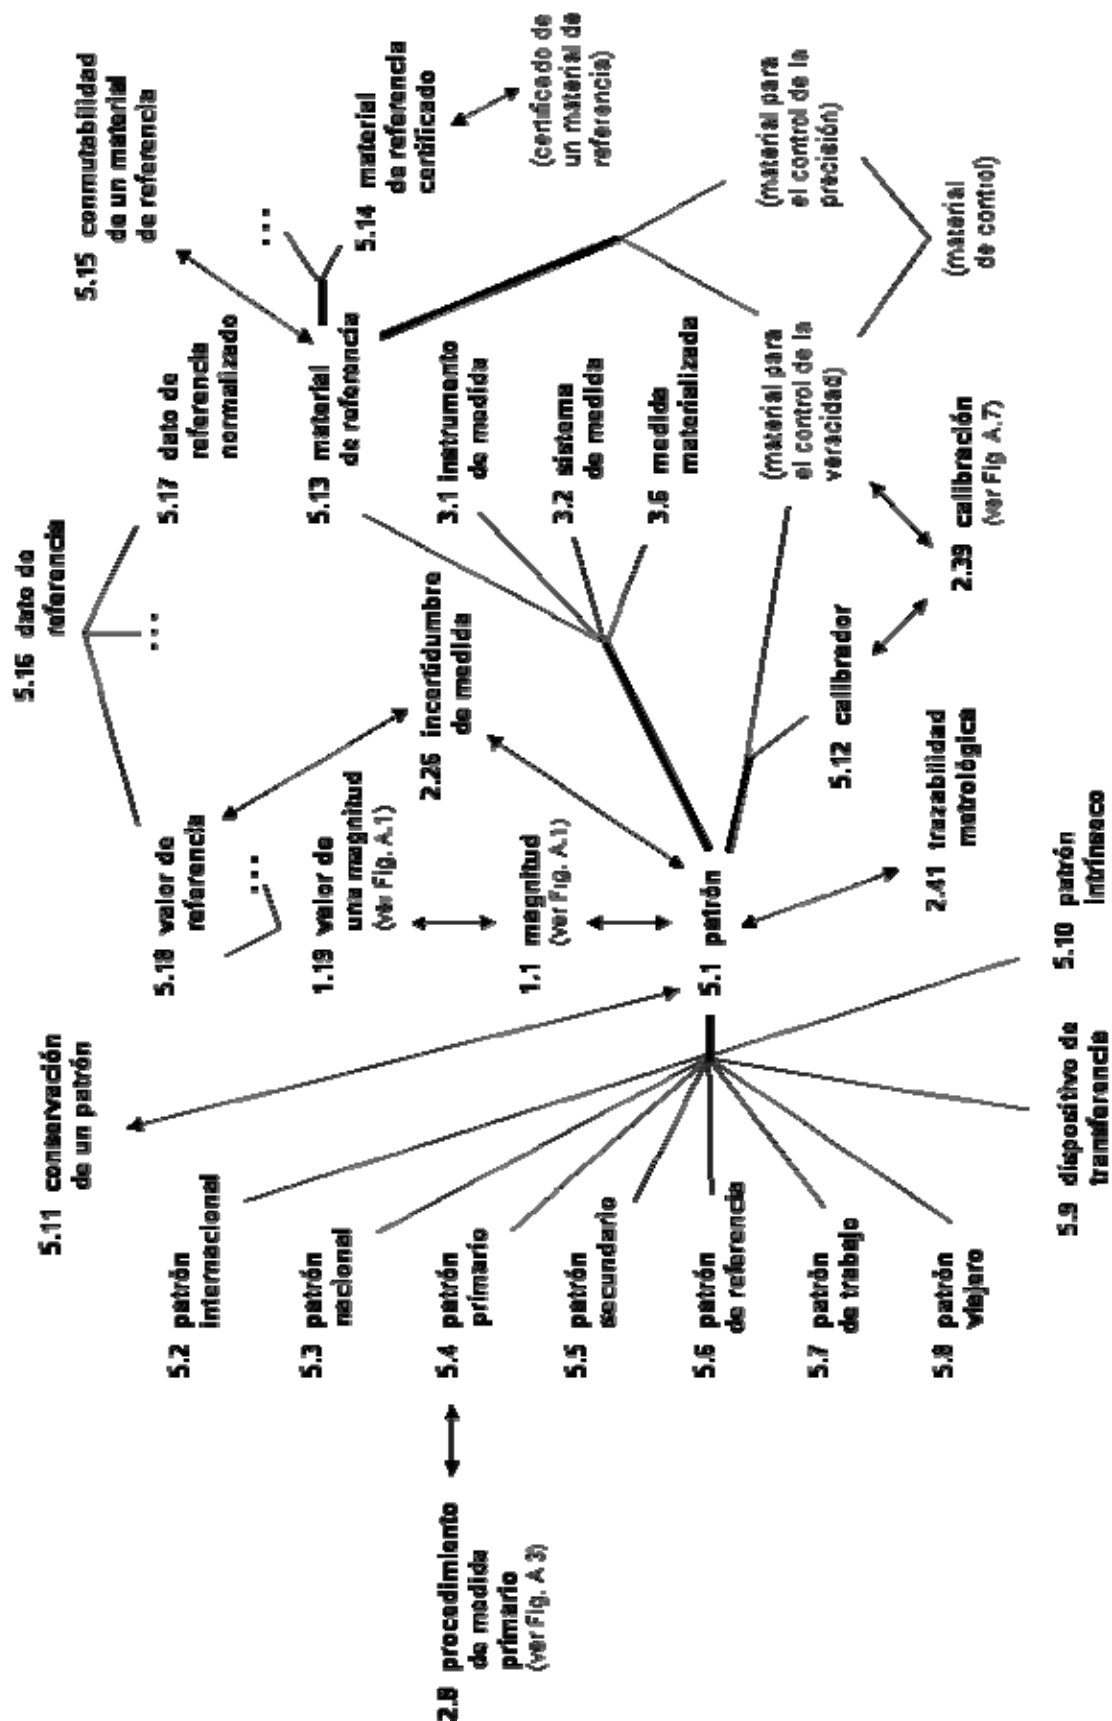 5.16 dato de
referencia
5.18 valor de
referencia
...
5.17 dato de
referencia
normalizado
5.15 conmutabilidad
de un material
de referencia
5.11 conservación
de un patrón
1.19 valor de
una magnitud
(ver Fig. A.1)
...
2.26 incertidumbre
de medida
5.13 material
de referencia
...
5.14 material
de referencia
certificado
(certificado de
un material de
referencia)
5.2 patrón
internacional
5.3 patrón
nacional
2.8 procedimiento
de medida
primario
(ver Fig. A 3)
5.4 patrón
primario
5.5 patrón
secundario
5.6 patrón
de referencia
5.7 patrón
de trabajo
5.8 patrón
viajero
5.9 dispositivo de
transferencia
5.10 patrón
intrínseco
1.1 magnitud
(ver Fig. A.1)
5.1 patrón
3.1 instrumento
de medida
3.2 sistema
de medida
3.6 medida
materializada
(material para
el control de la
veracidad)
(material para
el control de la
precisión)
(material
de control)
5.12 calibrador
2.41 trazabilidad
metrológica
2.39 calibración
(ver Fig A.7)